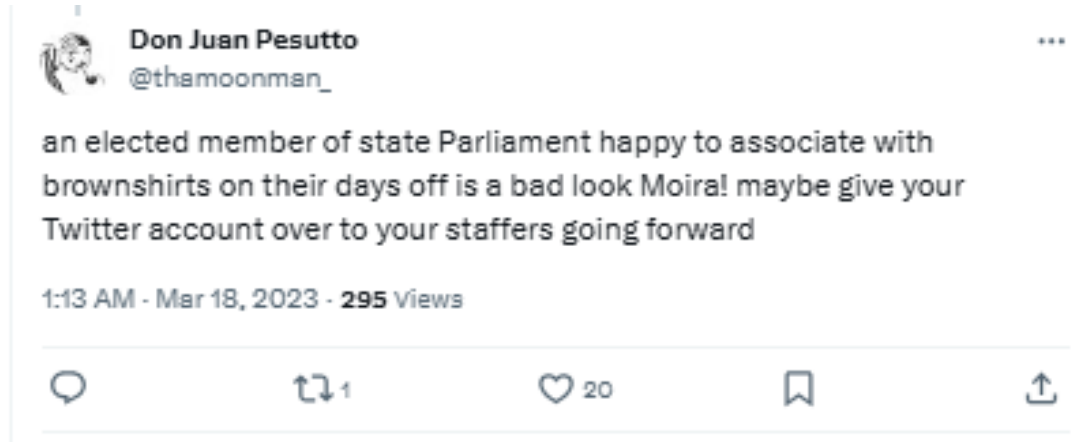 Don Juan Pesutto
@thamoonman_
an elected member of state Parliament happy to associate with
brownshirts on their days off is a bad look Moira! maybe give your
Twitter account over to your staffers going forward
1:13 AM · Mar 18, 2023 · 295 Views
1
20